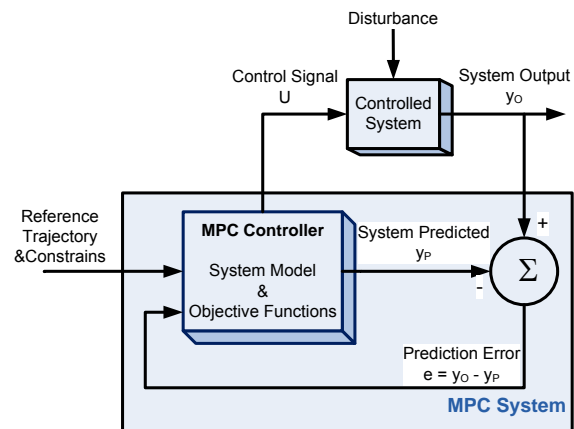 Disturbance
Control Signal
U
System Output
yO
Controlled
System
Reference
Trajectory
&Constrains
MPC Controller
System Model
&
Objective Functions
System Predicted
yP
+
-
Σ
Prediction Error
e = yO - yP
MPC System